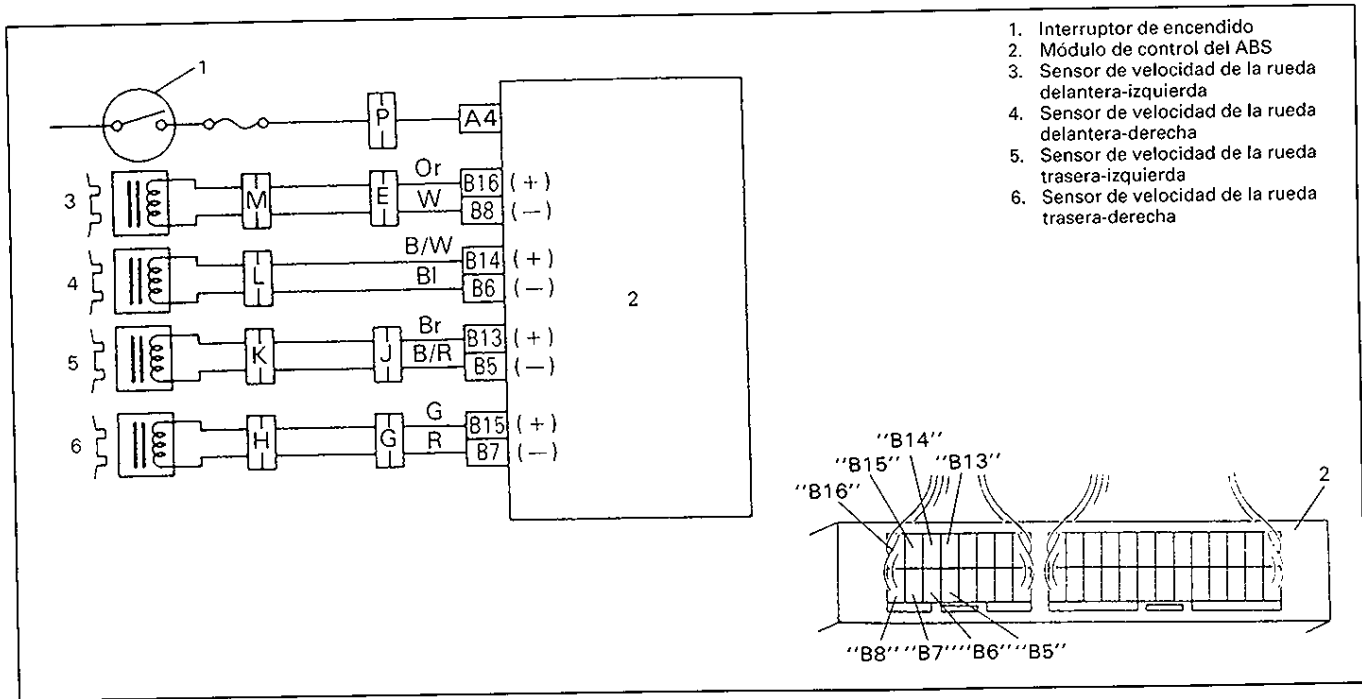 1. Interruptor de encendido
2. Módulo de control del ABS
3. Sensor de velocidad de la rueda
delantera-izquierda
4. Sensor de velocidad de la rueda
delantera-derecha
5. Sensor de velocidad de la rueda
trasera-izquierda
6. Sensor de velocidad de la rueda
trasera-derecha
1
P
A4
3
M
E
Or
W
B16 (+)
B8 (—)
4
L
B/W
Bl
B14 (+)
B6 (—)
2
5
K
J
Br
B/R
B13 (+)
B5 (—)
6
H
G
G
R
B15 (+)
B7 (—)
"B14"
"B15" "B13"
"B16"
2
"B8" "B7" "B6" "B5"